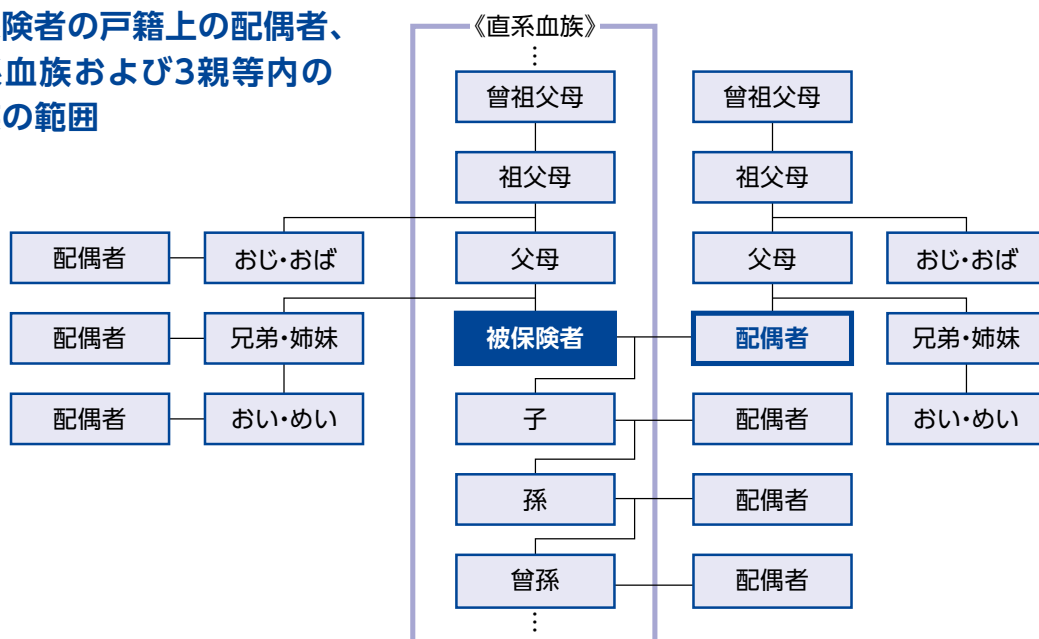 険者の戸籍上の配偶者、
血族および3親等内の
の範囲
《直系血族》
⋮
曾祖父母
曾祖父母
祖父母
祖父母
配偶者
おじ・おば
父母
父母
おじ・おば
配偶者
兄弟・姉妹
被保険者
配偶者
兄弟・姉妹
配偶者
おい・めい
子
配偶者
おい・めい
孫
配偶者
曾孫
配偶者
⋮